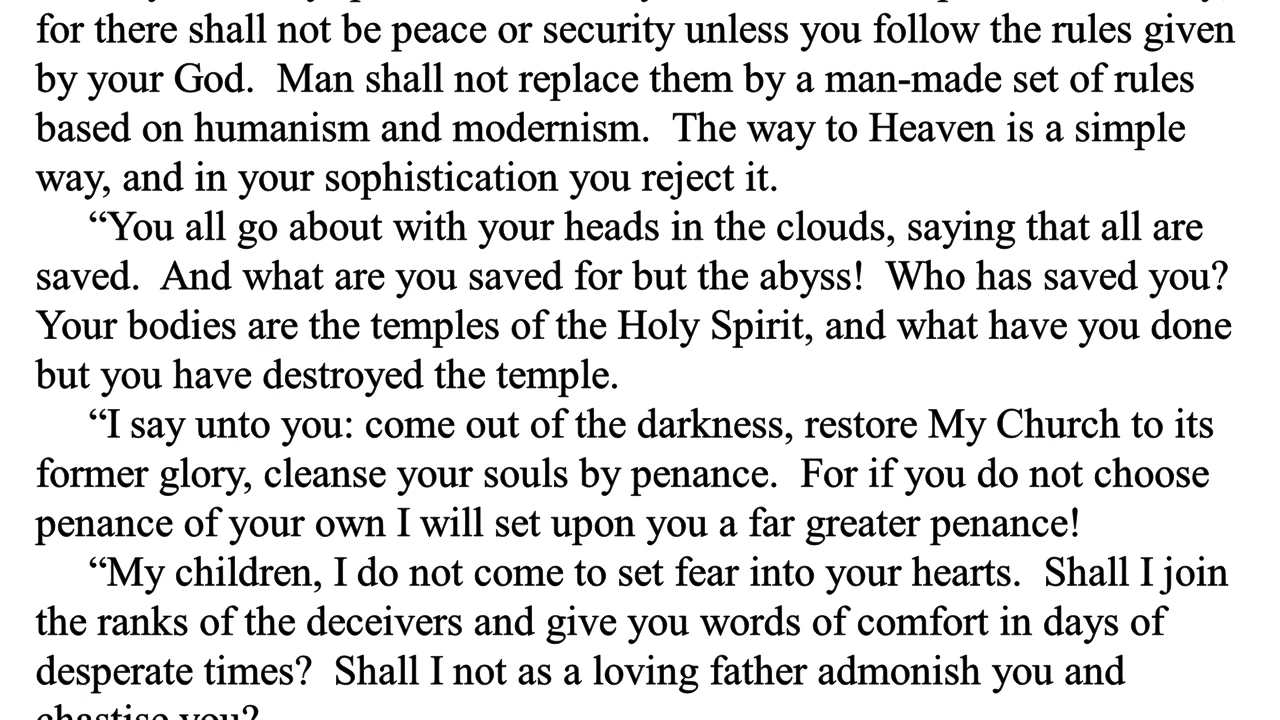 for there shall not be peace or security unless you follow the rules given
by your God.  Man shall not replace them by a man-made set of rules
based on humanism and modernism.  The way to Heaven is a simple
way, and in your sophistication you reject it.
“You all go about with your heads in the clouds, saying that all are
saved.  And what are you saved for but the abyss!  Who has saved you?
Your bodies are the temples of the Holy Spirit, and what have you done
but you have destroyed the temple.
“I say unto you: come out of the darkness, restore My Church to its
former glory, cleanse your souls by penance.  For if you do not choose
penance of your own I will set upon you a far greater penance!
“My children, I do not come to set fear into your hearts.  Shall I join
the ranks of the deceivers and give you words of comfort in days of
desperate times?  Shall I not as a loving father admonish you and
chastise you?